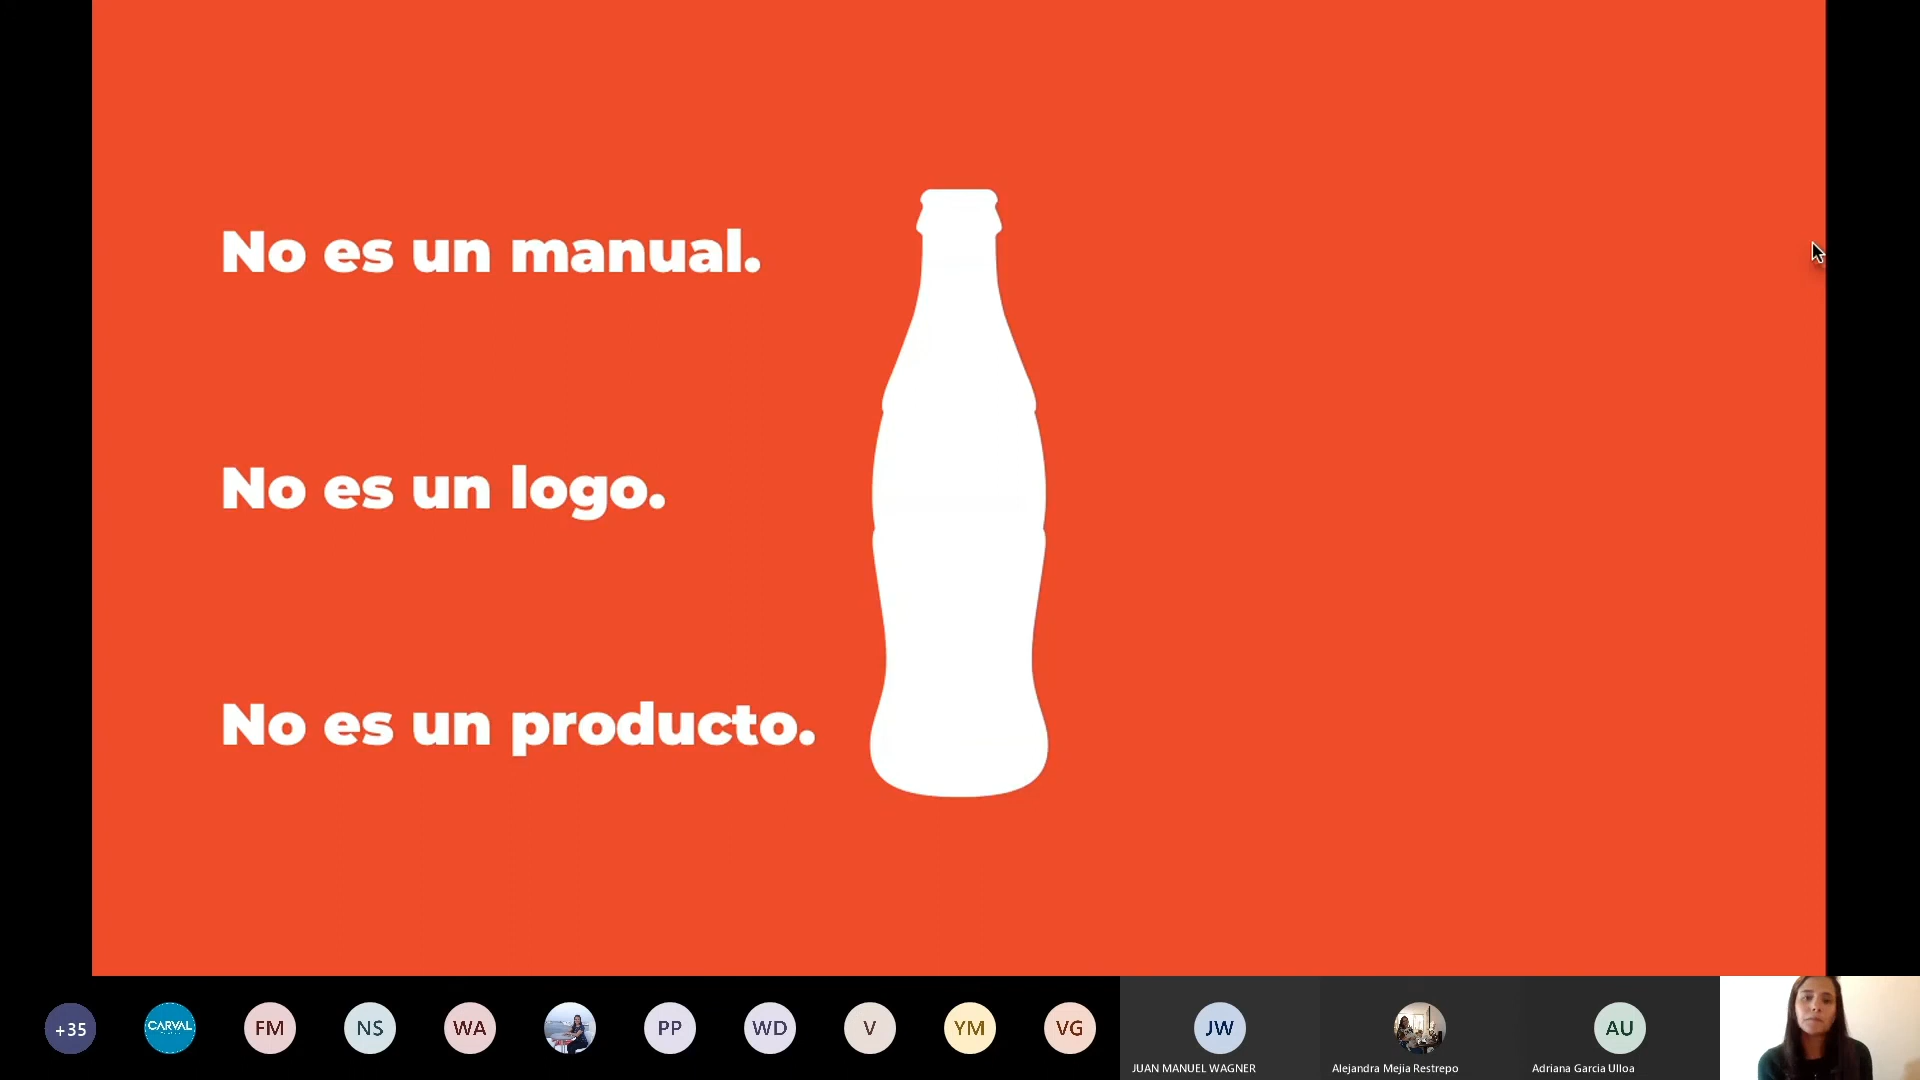 No es un manual.
No es un logo.
No es un producto.
+35
CARVAL
FM
NS
WA
PP
WD
V
YM
VG
JW
AU
JUAN MANUEL WAGNER
Alejandra Mejia Restrepo
Adriana Garcia Ulloa